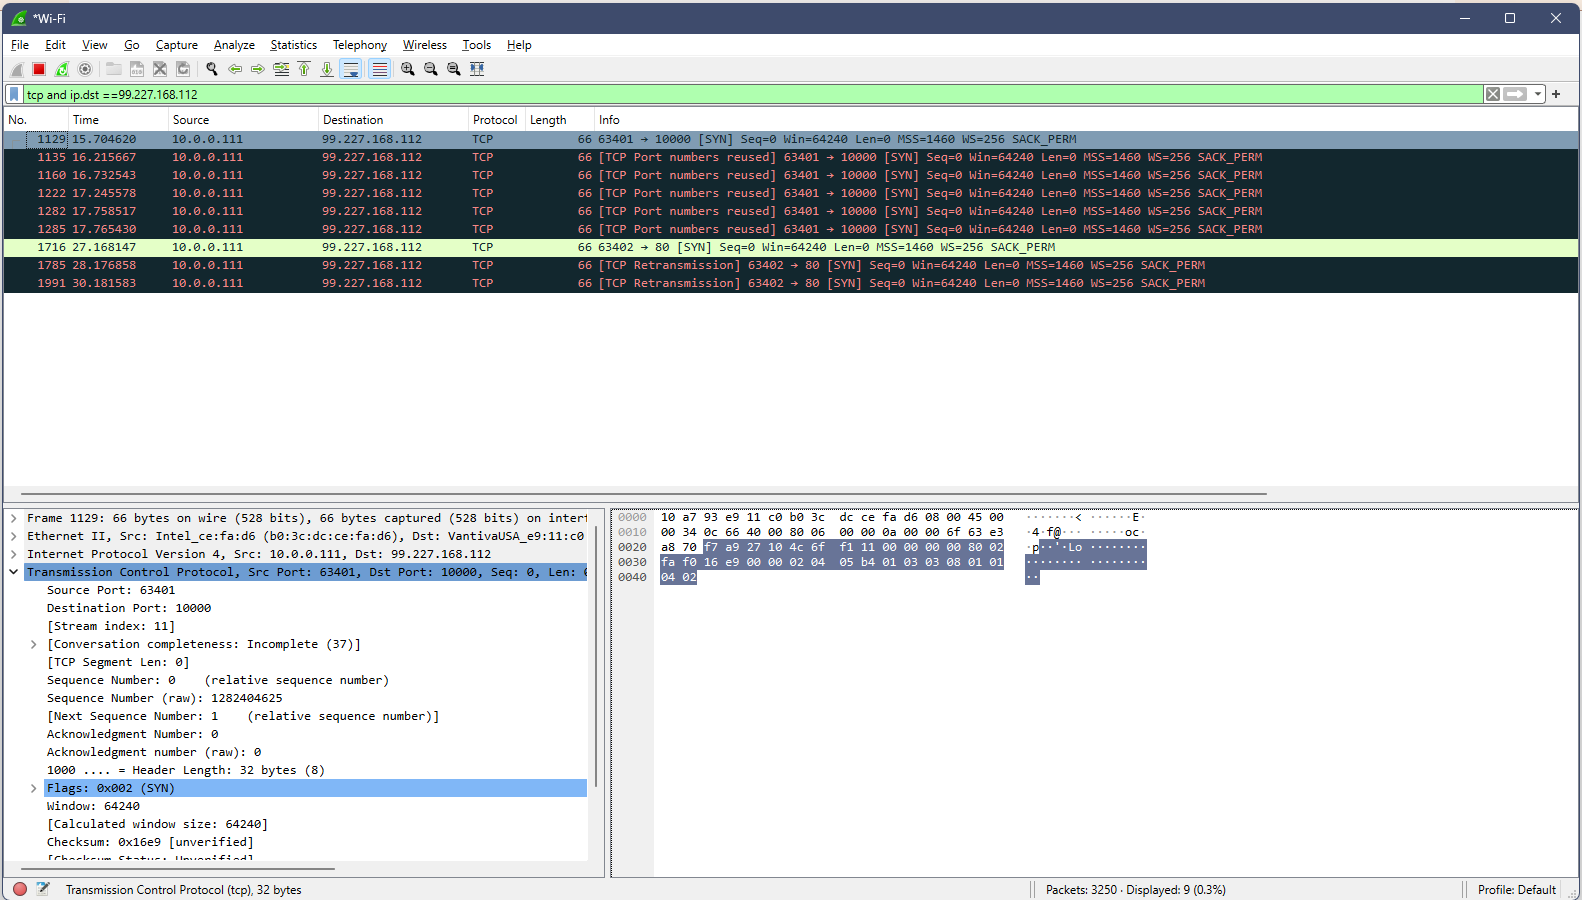 *Wi-Fi
File Edit View Go Capture Analyze Statistics Telephony Wireless Tools Help
tcp and ip.dst ==99.227.168.112
No. Time Source Destination Protocol Length Info
1129 15.704620 10.0.0.111 99.227.168.112 TCP 66 63401 → 10000 [SYN] Seq=0 Win=64240 Len=0 MSS=1460 WS=256 SACK_PERM
1135 16.215667 10.0.0.111 99.227.168.112 TCP 66 [TCP Port numbers reused] 63401 → 10000 [SYN] Seq=0 Win=64240 Len=0 MSS=1460 WS=256 SACK_PERM
1160 16.732543 10.0.0.111 99.227.168.112 TCP 66 [TCP Port numbers reused] 63401 → 10000 [SYN] Seq=0 Win=64240 Len=0 MSS=1460 WS=256 SACK_PERM
1222 17.245578 10.0.0.111 99.227.168.112 TCP 66 [TCP Port numbers reused] 63401 → 10000 [SYN] Seq=0 Win=64240 Len=0 MSS=1460 WS=256 SACK_PERM
1282 17.758517 10.0.0.111 99.227.168.112 TCP 66 [TCP Port numbers reused] 63401 → 10000 [SYN] Seq=0 Win=64240 Len=0 MSS=1460 WS=256 SACK_PERM
1285 17.765430 10.0.0.111 99.227.168.112 TCP 66 [TCP Port numbers reused] 63401 → 10000 [SYN] Seq=0 Win=64240 Len=0 MSS=1460 WS=256 SACK_PERM
1716 27.168147 10.0.0.111 99.227.168.112 TCP 66 63402 → 80 [SYN] Seq=0 Win=64240 Len=0 MSS=1460 WS=256 SACK_PERM
1785 28.176858 10.0.0.111 99.227.168.112 TCP 66 [TCP Retransmission] 63402 → 80 [SYN] Seq=0 Win=64240 Len=0 MSS=1460 WS=256 SACK_PERM
1991 30.181583 10.0.0.111 99.227.168.112 TCP 66 [TCP Retransmission] 63402 → 80 [SYN] Seq=0 Win=64240 Len=0 MSS=1460 WS=256 SACK_PERM
Frame 1129: 66 bytes on wire (528 bits), 66 bytes captured (528 bits) on interf
Ethernet II, Src: Intel_ce:fa:d6 (b0:3c:dc:ce:fa:d6), Dst: VantivaUSA_e9:11:c0
Internet Protocol Version 4, Src: 10.0.0.111, Dst: 99.227.168.112
Transmission Control Protocol, Src Port: 63401, Dst Port: 10000, Seq: 0, Len: 0
Source Port: 63401
Destination Port: 10000
[Stream index: 11]
[Conversation completeness: Incomplete (37)]
[TCP Segment Len: 0]
Sequence Number: 0 (relative sequence number)
Sequence Number (raw): 1282404625
[Next Sequence Number: 1 (relative sequence number)]
Acknowledgment Number: 0
Acknowledgment number (raw): 0
1000 .... = Header Length: 32 bytes (8)
Flags: 0x002 (SYN)
Window: 64240
[Calculated window size: 64240]
Checksum: 0x16e9 [unverified]
[Checksum Status: Unverified]
0000 10 a7 93 e9 11 c0 b0 3c dc ce fa d6 08 00 45 00 ·······< ······E·
0010 00 34 0c 66 40 00 80 06 00 00 0a 00 00 6f 63 e3 ·4·f@··· ·····oc·
0020 a8 70 f7 a9 27 10 4c 6f f1 11 00 00 00 00 80 02 ·p··'·Lo ········
0030 fa f0 16 e9 00 00 02 04 05 b4 01 03 03 08 01 01 ········ ········
0040 04 02 ··
Transmission Control Protocol (tcp), 32 bytes
Packets: 3250 · Displayed: 9 (0.3%)
Profile: Default